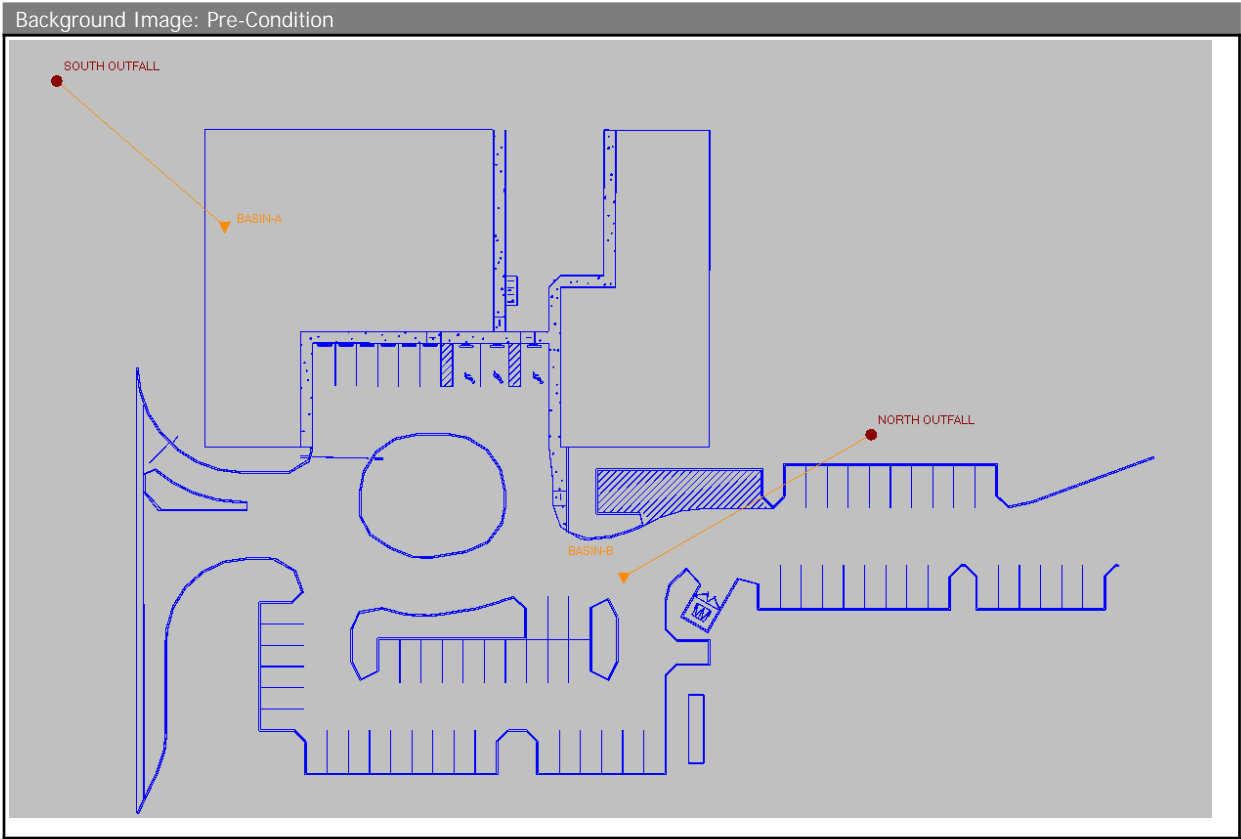 Background Image: Pre-Condition
SOUTH OUTFALL
BASIN-A
NORTH OUTFALL
BASIN-B